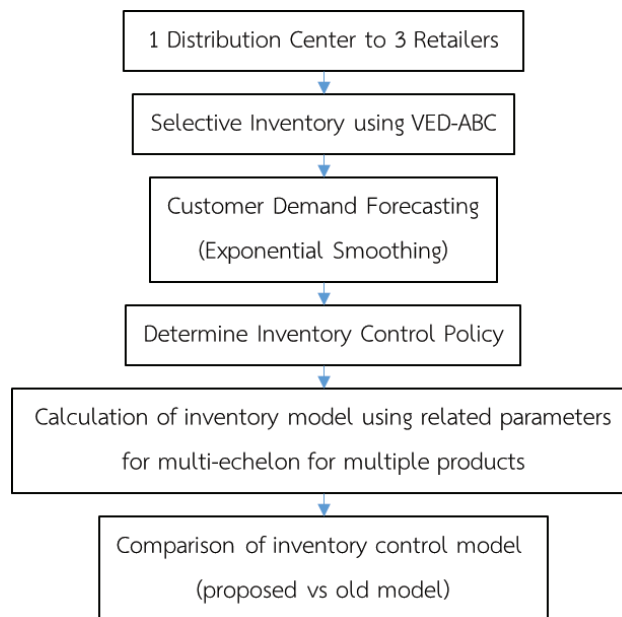 1 Distribution Center to 3 Retailers
Selective Inventory using VED-ABC
Customer Demand Forecasting
(Exponential Smoothing)
Determine Inventory Control Policy
Calculation of inventory model using related parameters
for multi-echelon for multiple products
Comparison of inventory control model
(proposed vs old model)